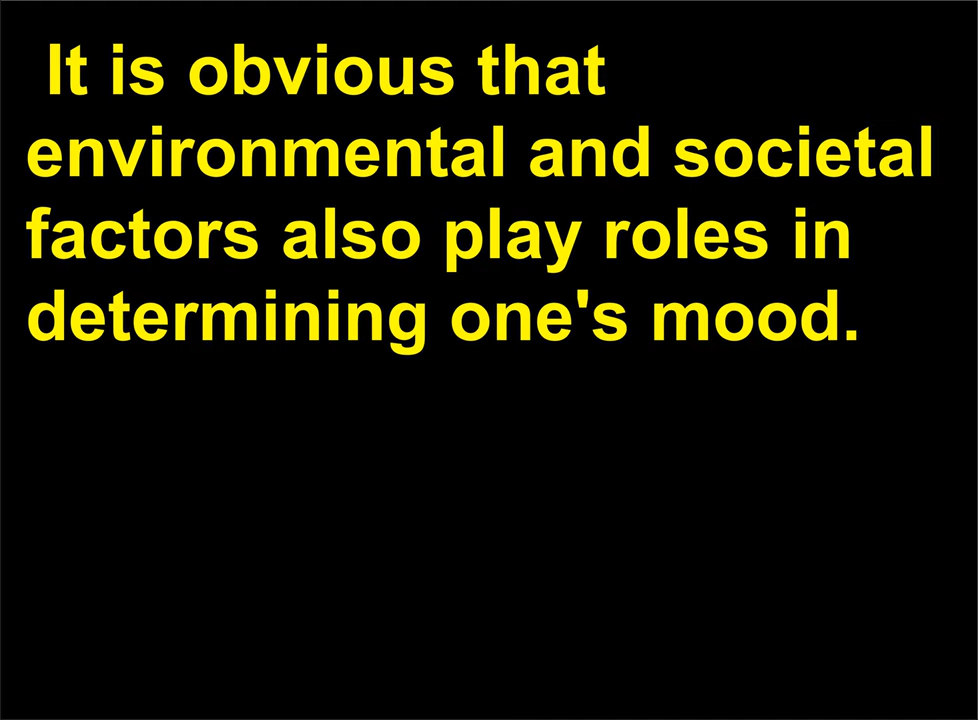 It is obvious that
environmental and societal
factors also play roles in
determining one's mood.